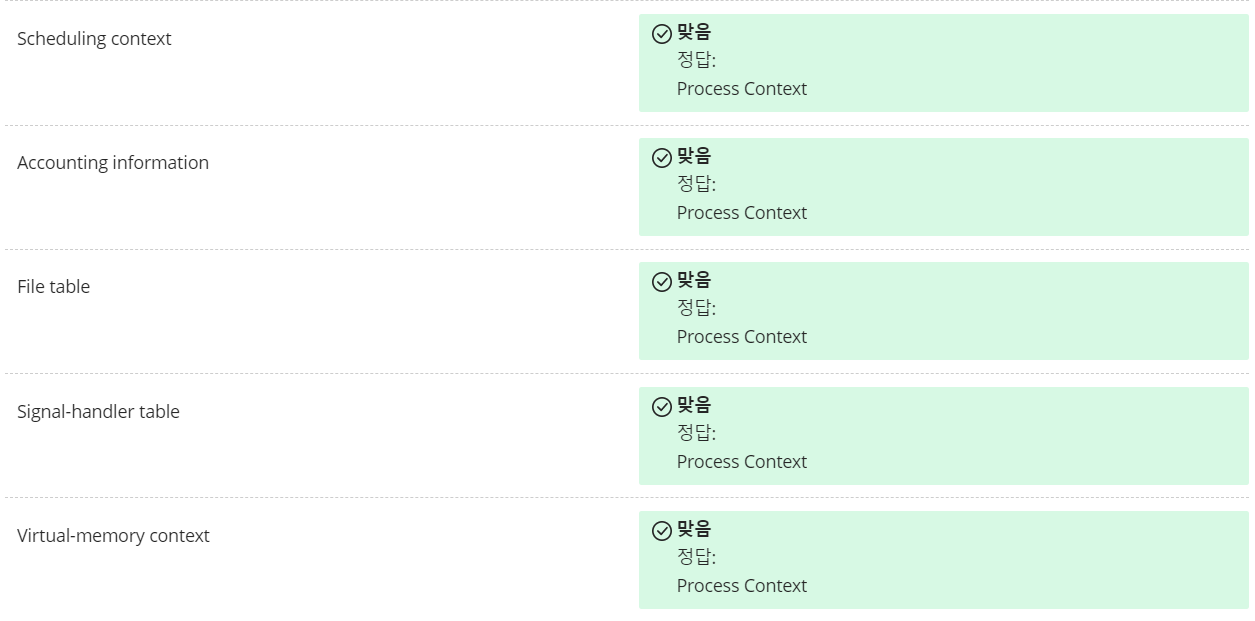 Scheduling context
맞음
정답:
Process Context
Accounting information
맞음
정답:
Process Context
File table
맞음
정답:
Process Context
Signal-handler table
맞음
정답:
Process Context
Virtual-memory context
맞음
정답:
Process Context